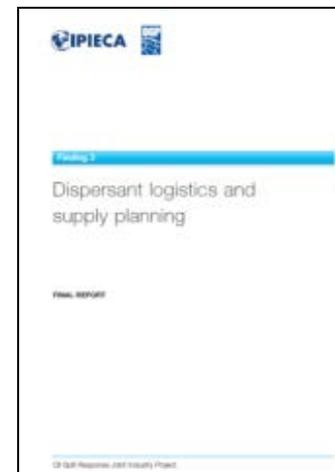 IPIECA
Finding 3
Dispersant logistics and
supply planning
FINAL REPORT
Oil Spill Response Joint Industry Project